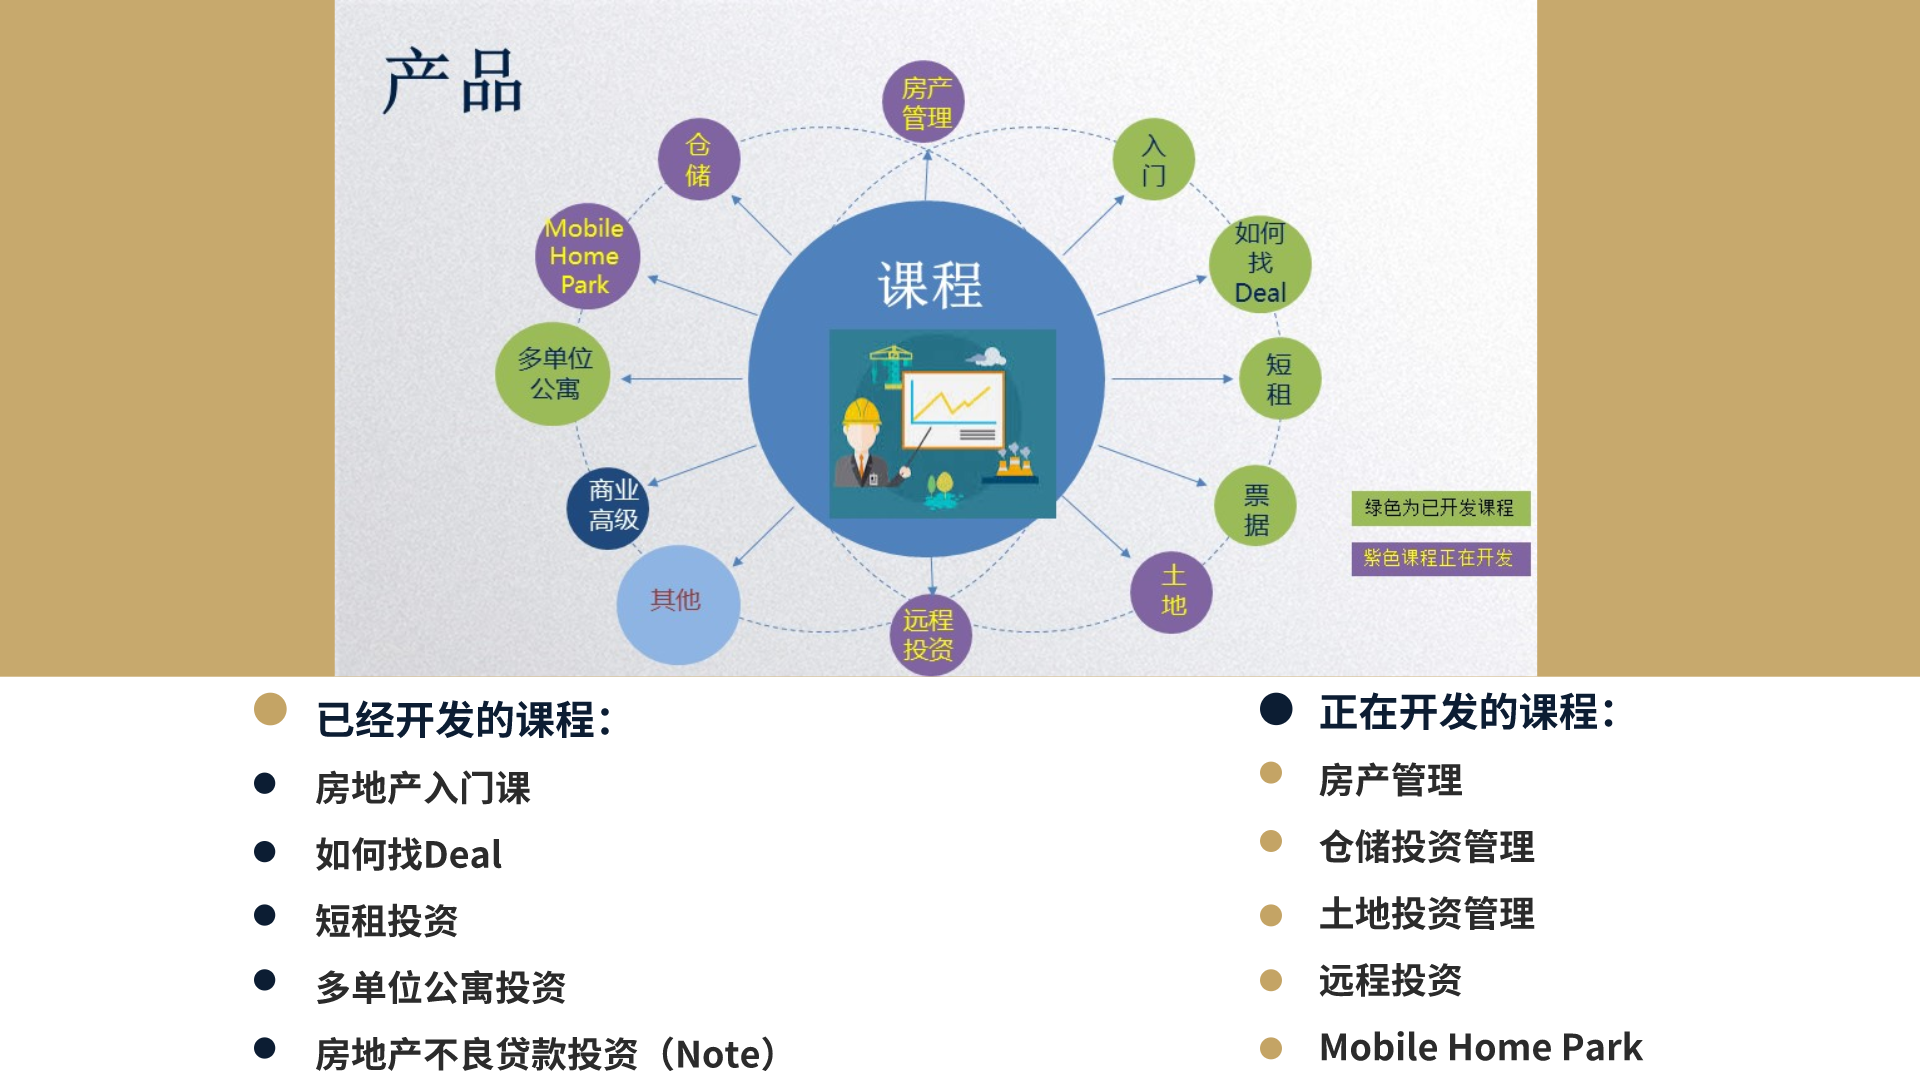 产品
房产
管理
仓
储
入
门
Mobile
Home
Park
如何
找
Deal
课程
多单位
公寓
短
租
商业
高级
票
据
绿色为已开发课程
紫色课程正在开发
其他
土
地
远程
投资
已经开发的课程：
房地产入门课
如何找Deal
短租投资
多单位公寓投资
房地产不良贷款投资（Note）
正在开发的课程：
房产管理
仓储投资管理
土地投资管理
远程投资
Mobile Home Park